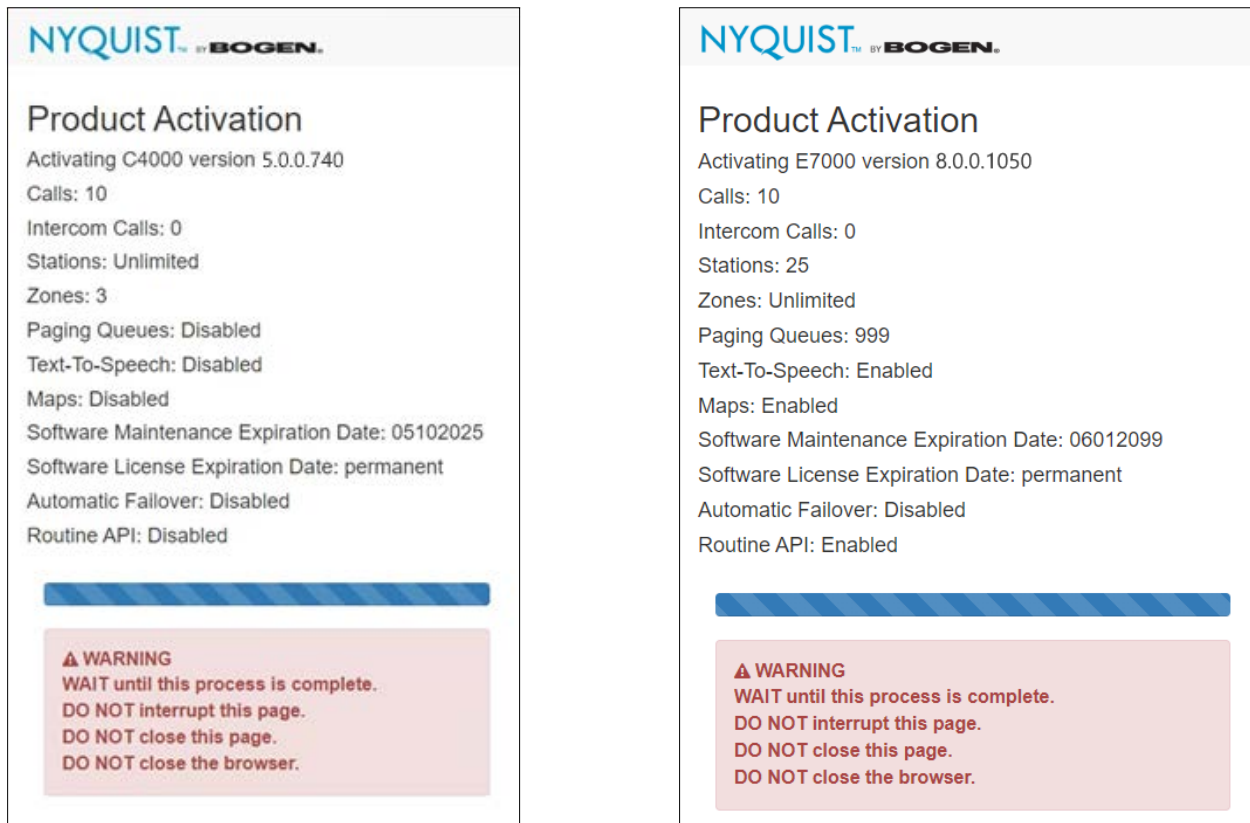 NYQUIST™ BY BOGEN®
Product Activation
Activating C4000 version 5.0.0.740
Calls: 10
Intercom Calls: 0
Stations: Unlimited
Zones: 3
Paging Queues: Disabled
Text-To-Speech: Disabled
Maps: Disabled
Software Maintenance Expiration Date: 05102025
Software License Expiration Date: permanent
Automatic Failover: Disabled
Routine API: Disabled
WARNING
WAIT until this process is complete.
DO NOT interrupt this page.
DO NOT close this page.
DO NOT close the browser.
NYQUIST™ BY BOGEN®
Product Activation
Activating E7000 version 8.0.0.1050
Calls: 10
Intercom Calls: 0
Stations: 25
Zones: Unlimited
Paging Queues: 999
Text-To-Speech: Enabled
Maps: Enabled
Software Maintenance Expiration Date: 06012099
Software License Expiration Date: permanent
Automatic Failover: Disabled
Routine API: Enabled
WARNING
WAIT until this process is complete.
DO NOT interrupt this page.
DO NOT close this page.
DO NOT close the browser.